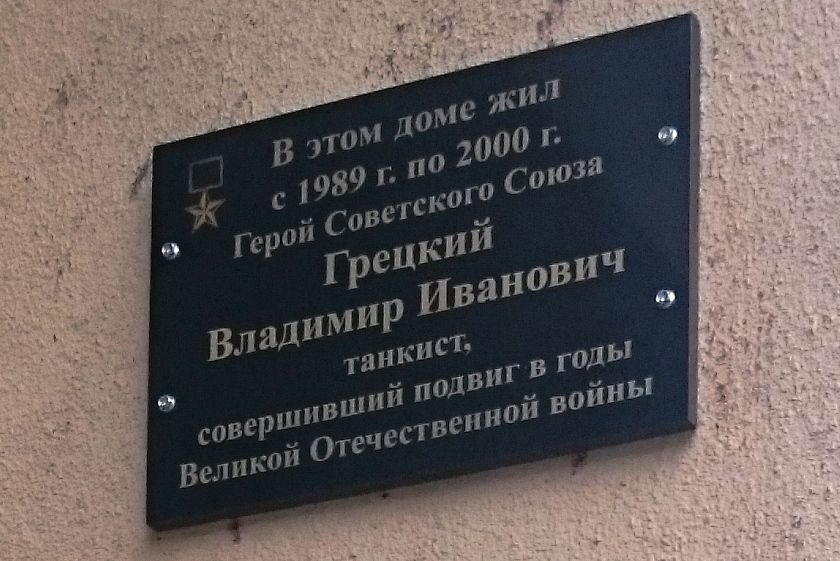 В этом доме жил
с 1989 г. по 2000 г.
Герой Советского Союза
Грецкий
Владимир Иванович
танкист,
совершивший подвиг в годы
Великой Отечественной войны